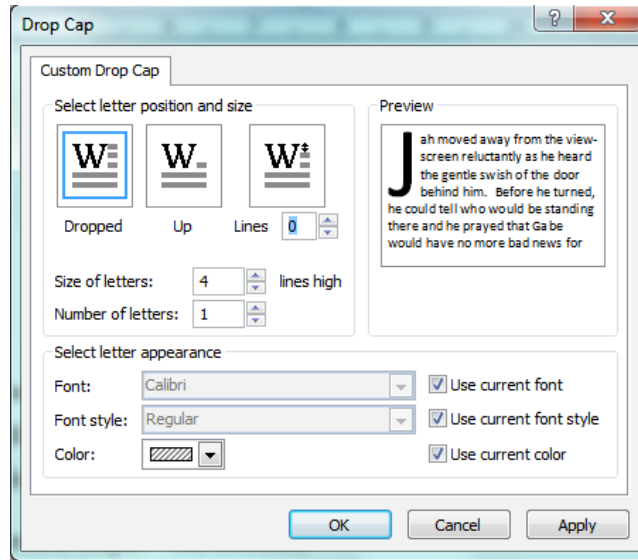 Drop Cap
Custom Drop Cap
Select letter position and size
W
W
W
Dropped
Up
Lines
0
Size of letters:
4
lines high
Number of letters:
1
Preview
J
ah moved away from the view-
screen reluctantly as he heard
the gentle swish of the door
behind him. Before he turned,
he could tell who would be standing
there and he prayed that Gabe
would have no more bad news for
Select letter appearance
Font:
Calibri
Use current font
Font style:
Regular
Use current font style
Color:
Use current color
OK
Cancel
Apply